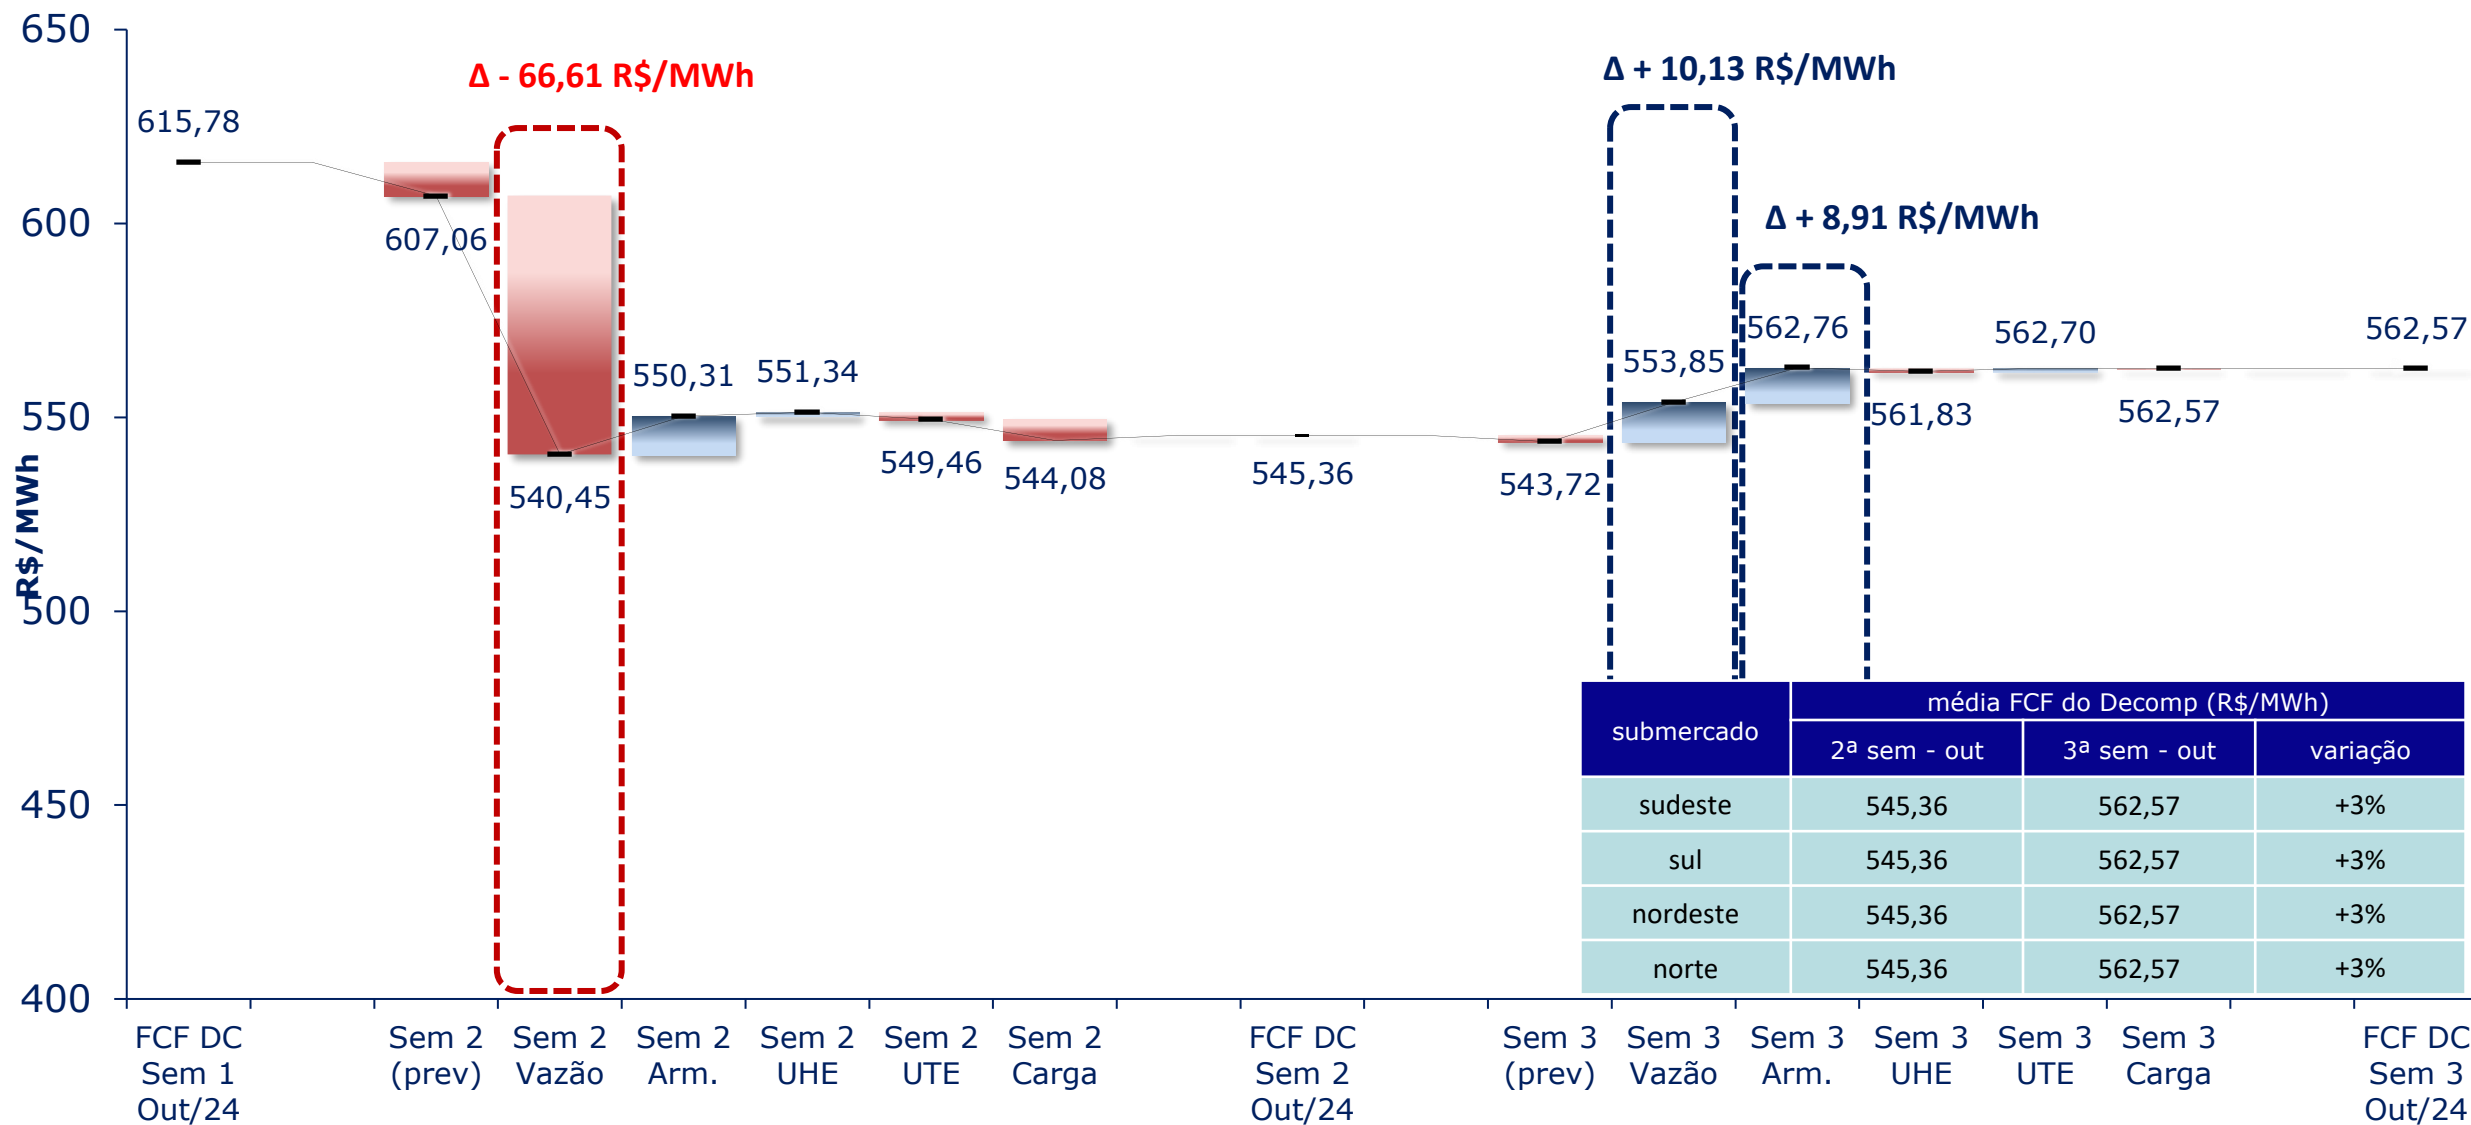 650
600
550
500
450
400
R$/MWh
Δ - 66,61 R$/MWh
Δ + 10,13 R$/MWh
Δ + 8,91 R$/MWh
615,78
607,06
540,45
550,31
551,34
549,46
544,08
545,36
543,72
553,85
562,76
561,83
562,70
562,57
562,57
submercado
média FCF do Decomp (R$/MWh)
2ª sem - out 3ª sem - out variação
sudeste 545,36 562,57 +3%
sul 545,36 562,57 +3%
nordeste 545,36 562,57 +3%
norte 545,36 562,57 +3%
FCF DC
Sem 1
Out/24
Sem 2
(prev)
Sem 2
Vazão
Sem 2
Arm.
Sem 2
UHE
Sem 2
UTE
Sem 2
Carga
FCF DC
Sem 2
Out/24
Sem 3
(prev)
Sem 3
Vazão
Sem 3
Arm.
Sem 3
UHE
Sem 3
UTE
Sem 3
Carga
FCF DC
Sem 3
Out/24